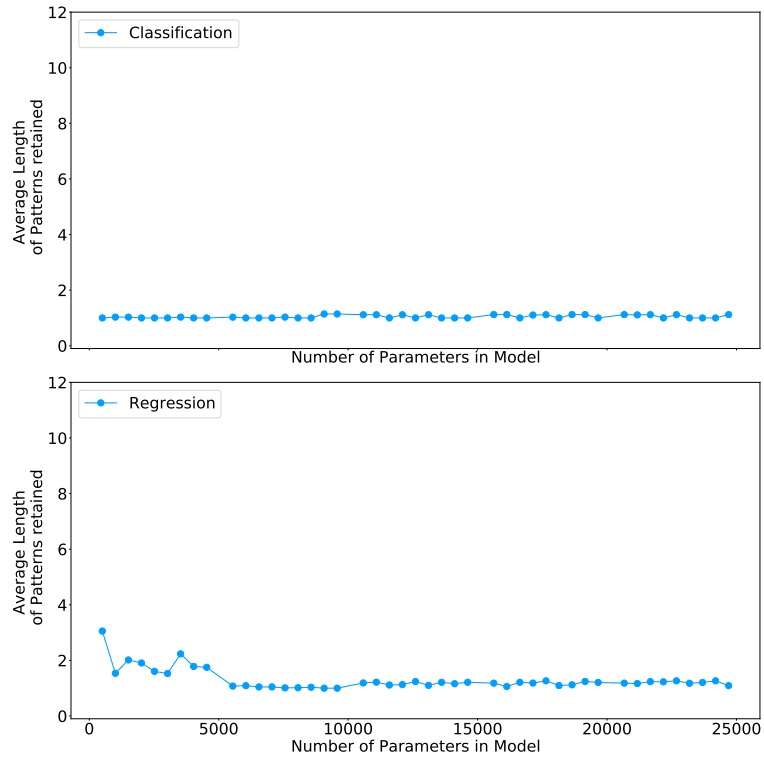 12
Classification
10
8
6
4
2
0
Average Length
of Patterns retained
Number of Parameters in Model
12
Regression
10
8
6
4
2
0
Average Length
of Patterns retained
0 5000 10000 15000 20000 25000
Number of Parameters in Model